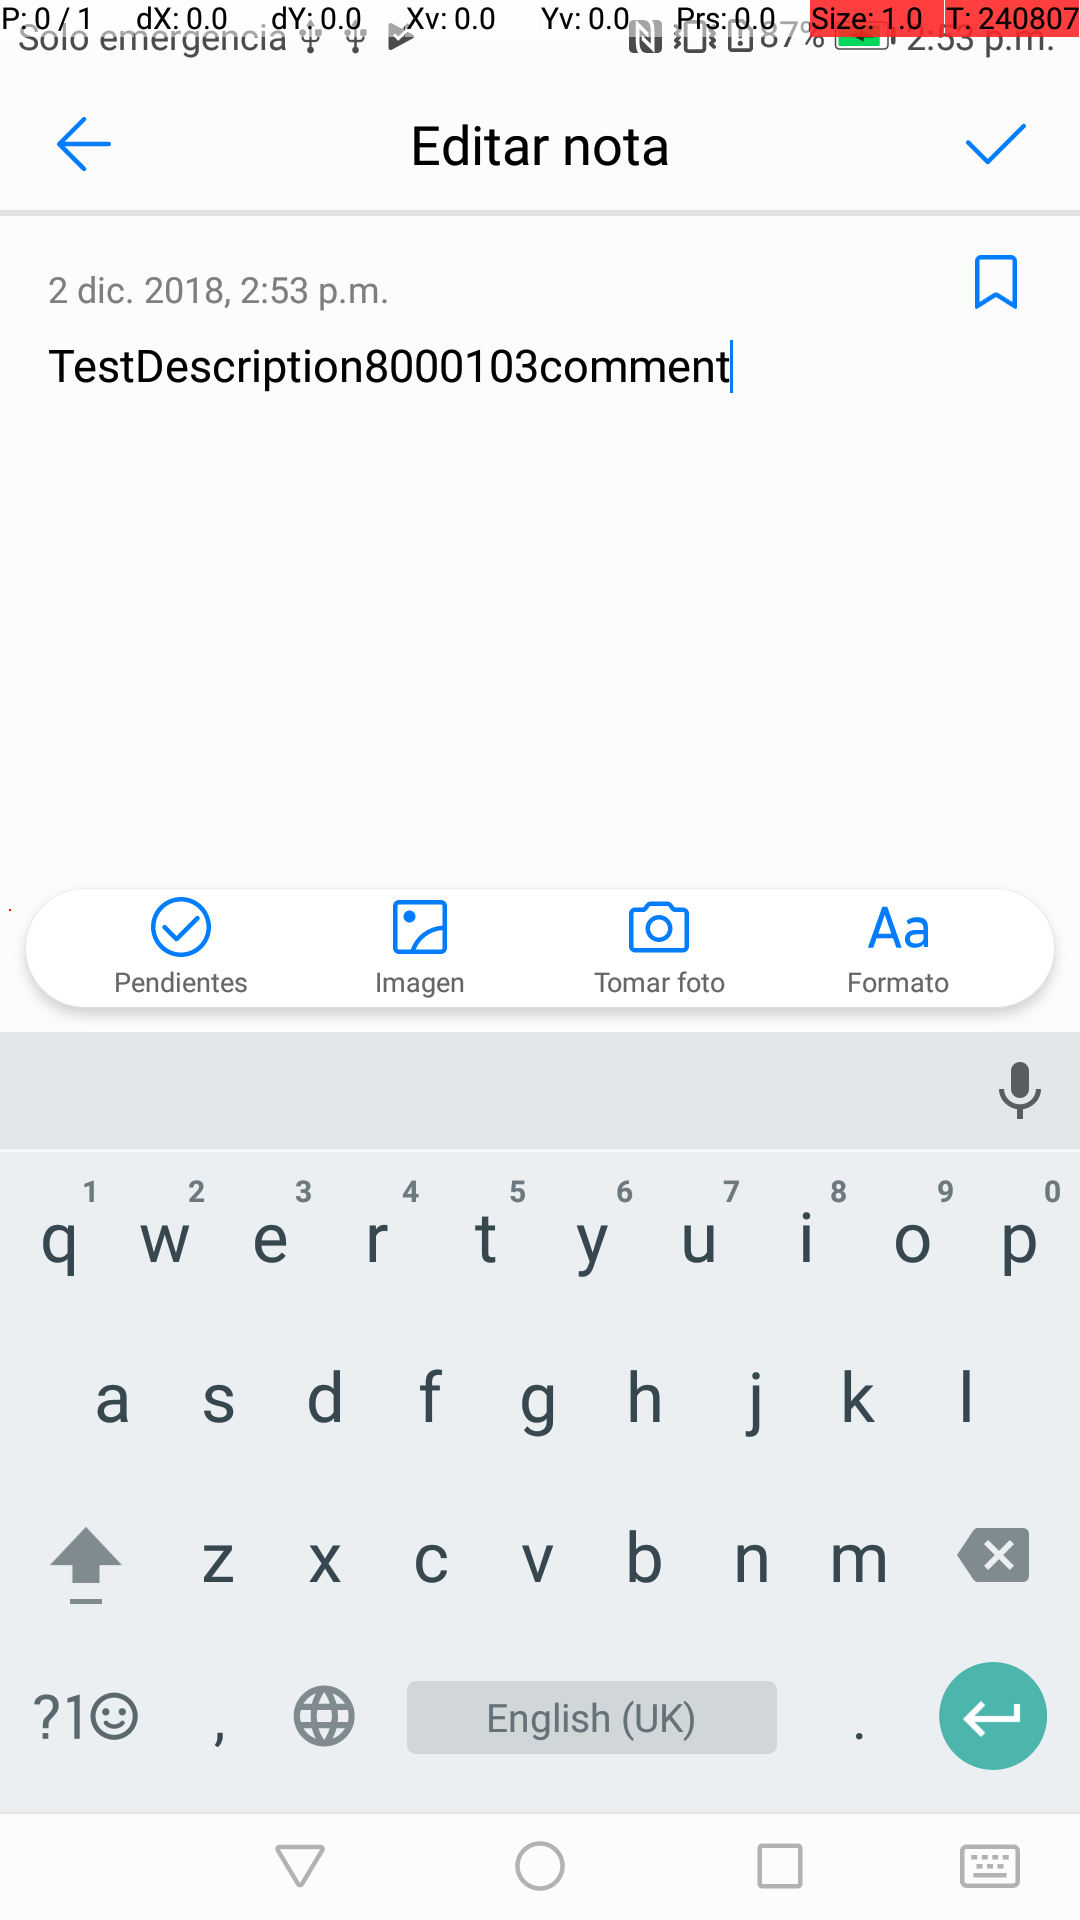 P: 0 / 1 dX: 0.0 dY: 0.0 Xv: 0.0 Yv: 0.0 Prs: 0.0 Size: 1.0 T: 240807
Solo emergencia 87% 2:53 p.m.
Editar nota
2 dic. 2018, 2:53 p.m.
TestDescription8000103comment
Pendientes Imagen Tomar foto Aa Formato
1 2 3 4 5 6 7 8 9 0
q w e r t y u i o p
a s d f g h j k l
z x c v b n m
?1 , English (UK) .